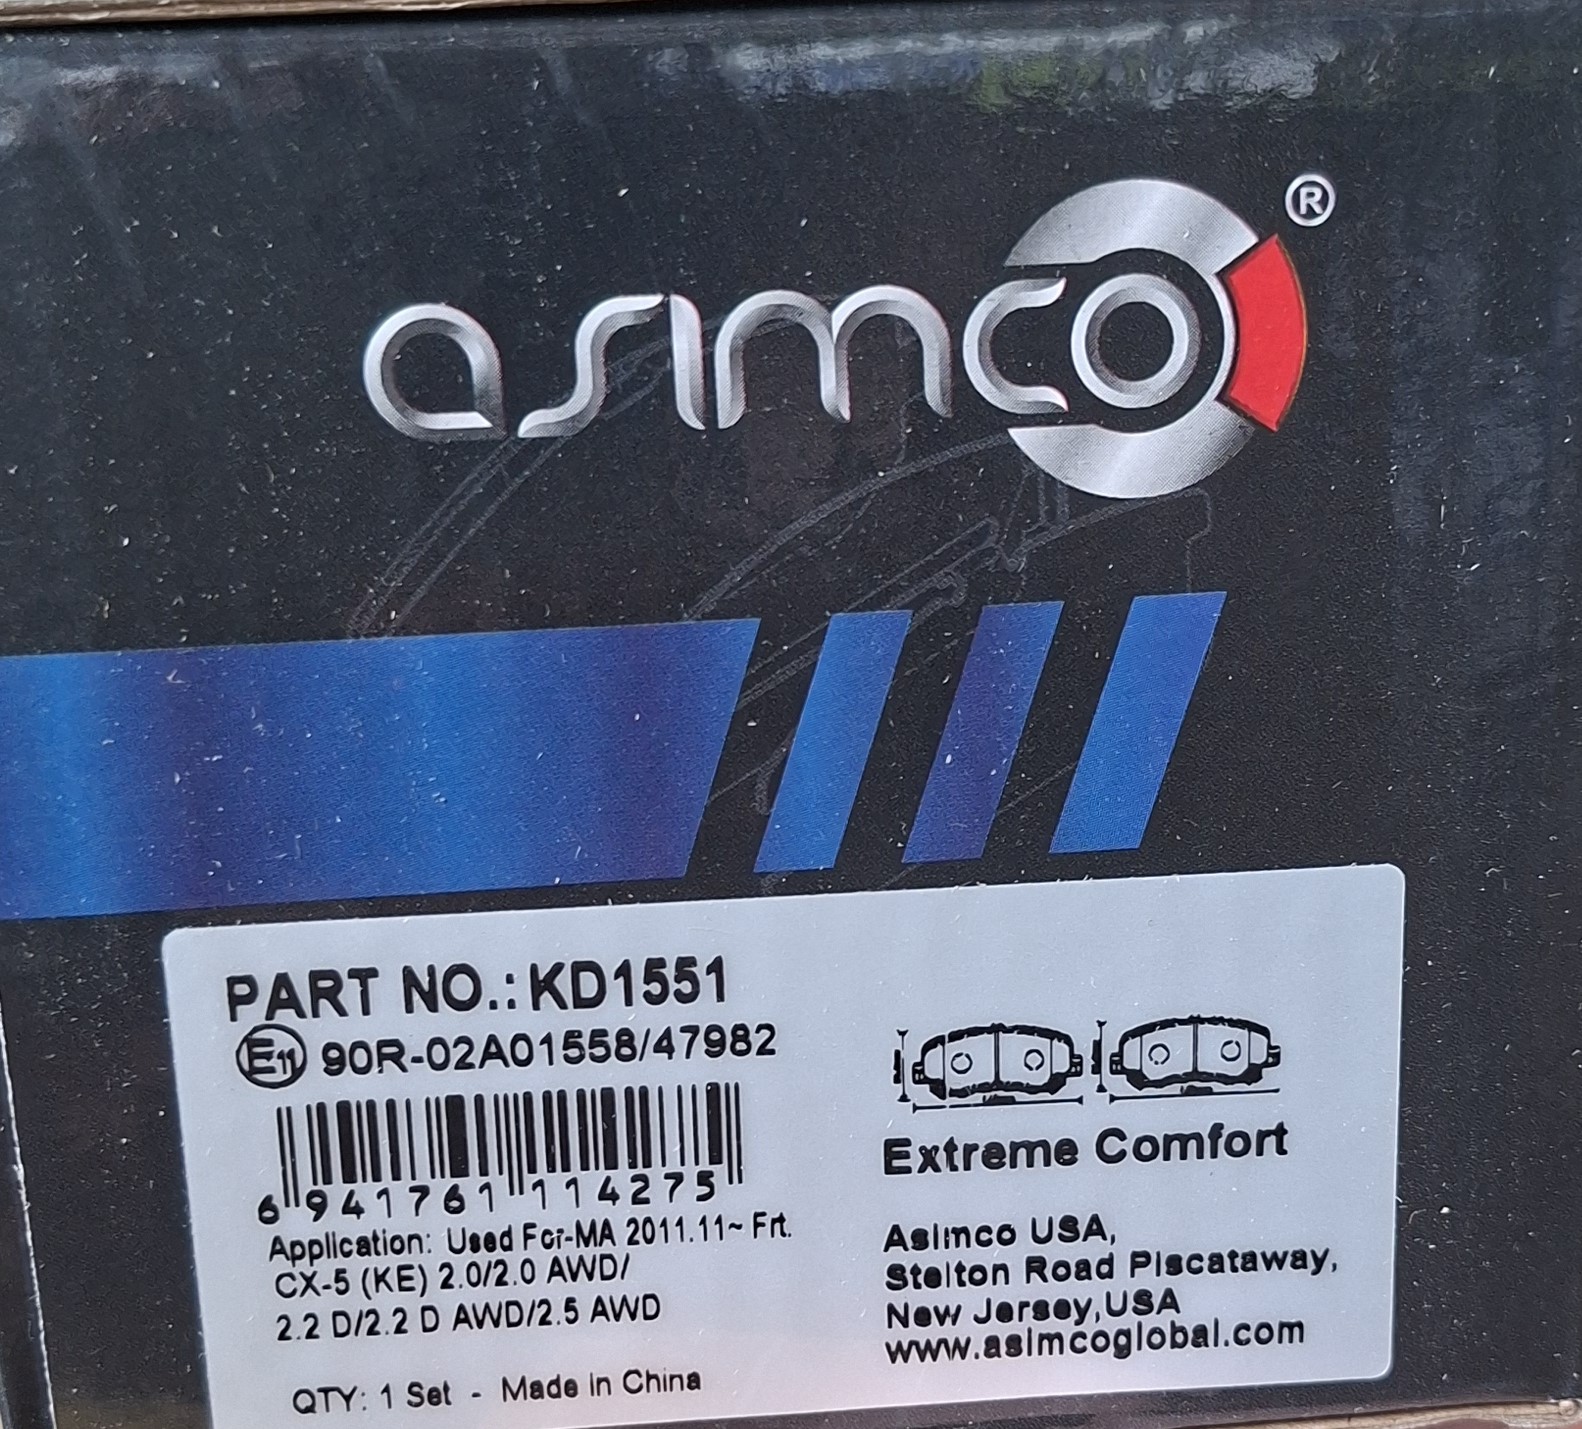 asimco®
PART NO.: KD1551
E11 90R-02A01558/47982
6 941761 114275
Application: Used For-MA 2011.11~ Frt.
CX-5 (KE) 2.0/2.0 AWD/
2.2 D/2.2 D AWD/2.5 AWD
QTY: 1 Set - Made in China
Extreme Comfort
Asimco USA,
Stelton Road Piscataway,
New Jersey,USA
www.asimcoglobal.com